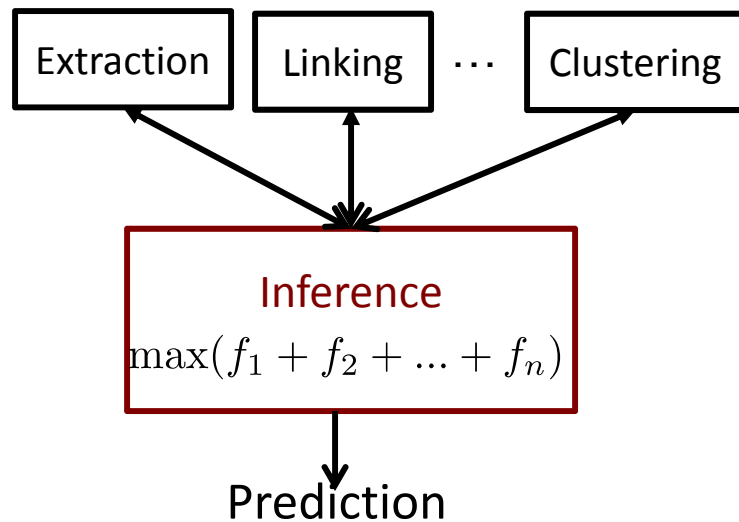 Extraction Linking ... Clustering
Inference
max(f₁ + f₂ + ... + fₙ)
Prediction